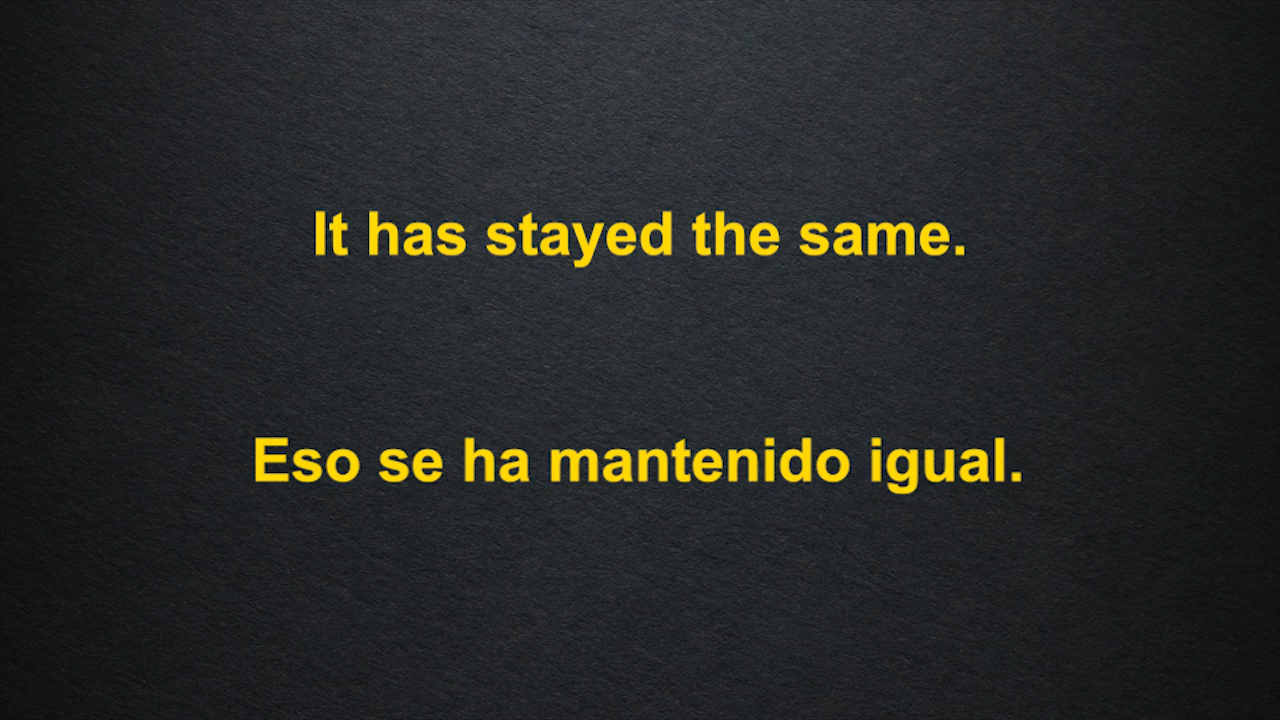 It has stayed the same.
Eso se ha mantenido igual.